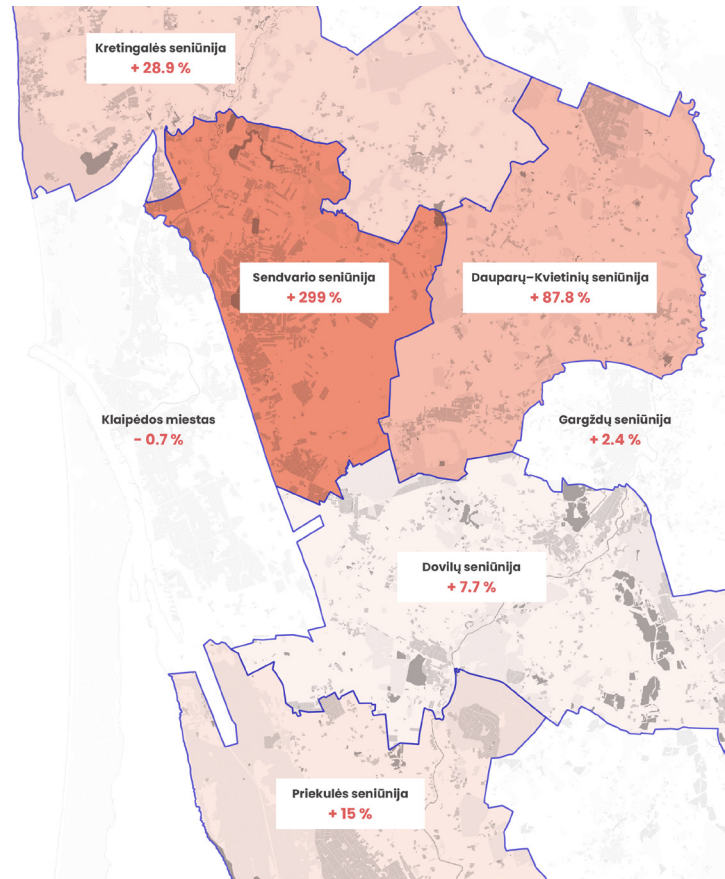 Kretingalės seniūnija
+ 28.9 %
Sendvario seniūnija
+ 299 %
Dauparų–Kvietinių seniūnija
+ 87.8 %
Klaipėdos miestas
– 0.7 %
Gargždų seniūnija
+ 2.4 %
Dovilų seniūnija
+ 7.7 %
Priekulės seniūnija
+ 15 %